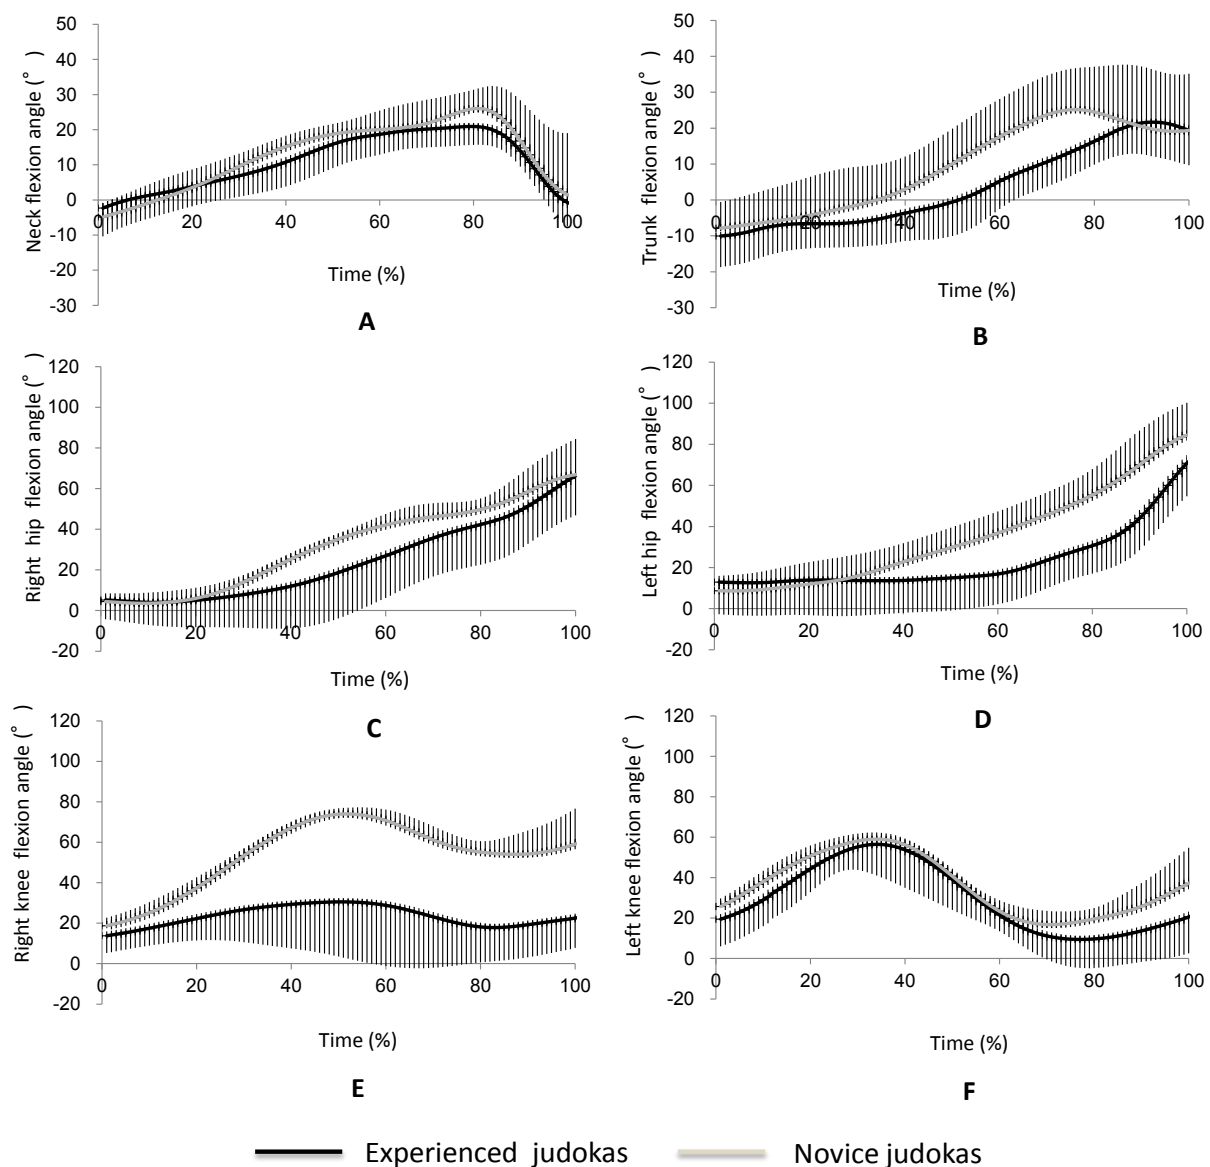 Neck flexion angle (°)
50
40
30
20
10
0
-10
-20
-30
0 20 40 60 80 100
Time (%)
A
Trunk flexion angle (°)
50
40
30
20
10
0
-10
-20
-30
0 20 40 60 80 100
Time (%)
B
Right hip flexion angle (°)
120
100
80
60
40
20
0
-20
0 20 40 60 80 100
Time (%)
C
Left hip flexion angle (°)
120
100
80
60
40
20
0
-20
0 20 40 60 80 100
Time (%)
D
Right knee flexion angle (°)
120
100
80
60
40
20
0
-20
0 20 40 60 80 100
Time (%)
E
Left knee flexion angle (°)
120
100
80
60
40
20
0
-20
0 20 40 60 80 100
Time (%)
F
Experienced judokas Novice judokas